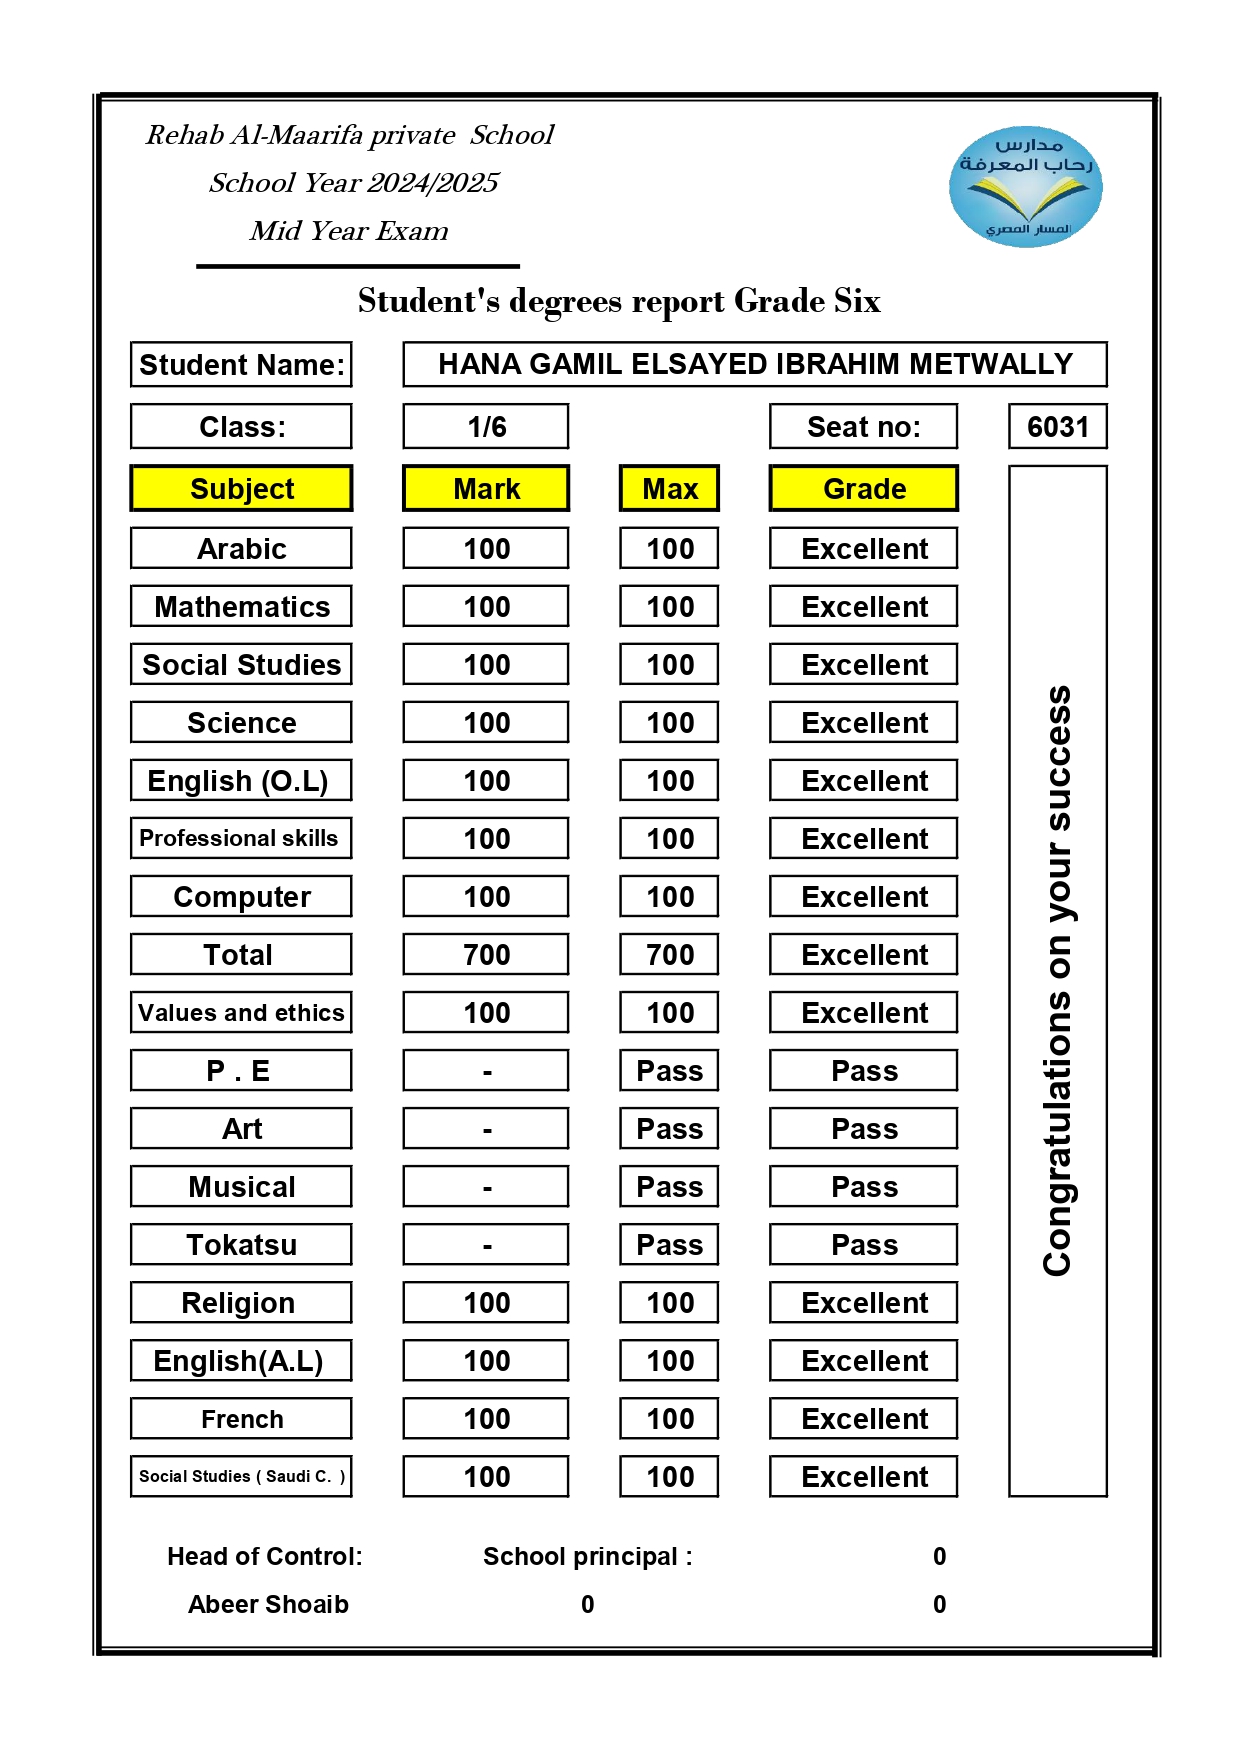 Rehab Al-Maarifa private School
School Year 2024/2025
Mid Year Exam
مدارس
رحاب المعرفة
المسار المصري
Student's degrees report Grade Six
Student Name: HANA GAMIL ELSAYED IBRAHIM METWALLY
Class: 1/6 Seat no: 6031
Subject Mark Max Grade
Arabic 100 100 Excellent
Mathematics 100 100 Excellent
Social Studies 100 100 Excellent
Science 100 100 Excellent
English (O.L) 100 100 Excellent
Professional skills 100 100 Excellent
Computer 100 100 Excellent
Total 700 700 Excellent
Values and ethics 100 100 Excellent
P . E - Pass Pass
Art - Pass Pass
Musical - Pass Pass
Tokatsu - Pass Pass
Religion 100 100 Excellent
English(A.L) 100 100 Excellent
French 100 100 Excellent
Social Studies ( Saudi C. ) 100 100 Excellent
Congratulations on your success
Head of Control: School principal : 0
Abeer Shoaib 0 0